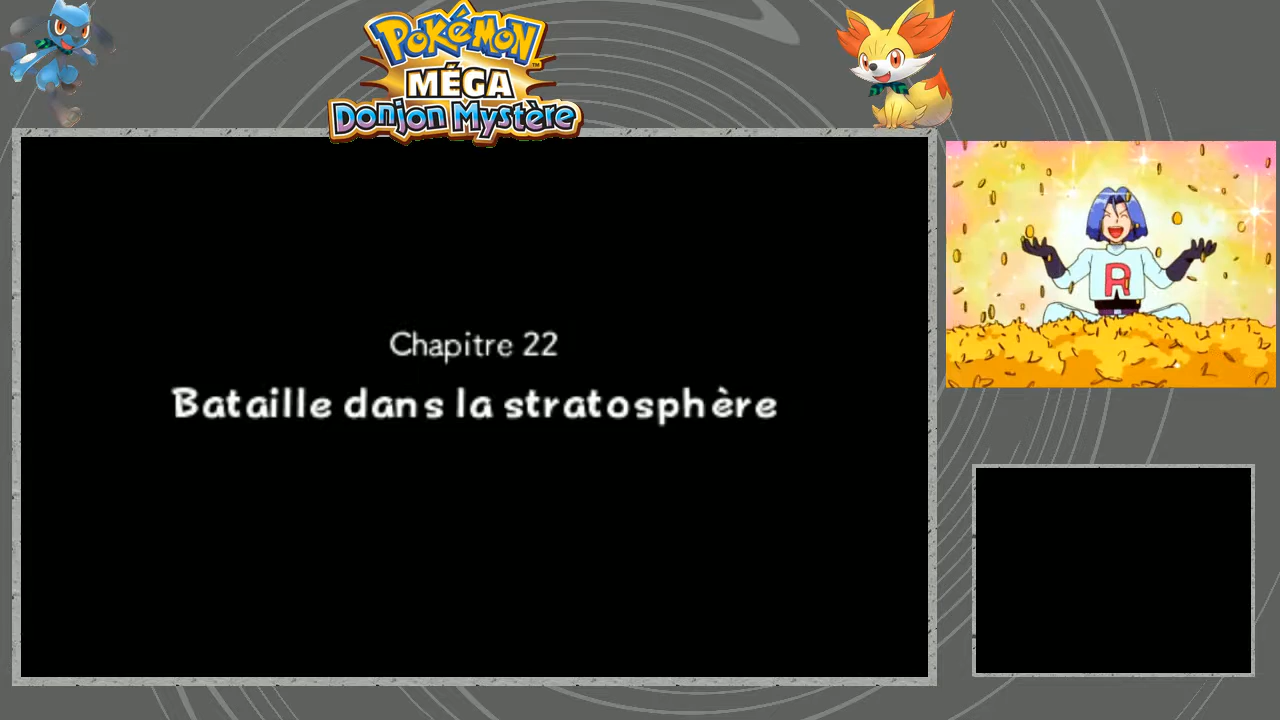 POKÉMON
MÉGA
Donjon Mystère
Chapitre 22
Bataille dans la stratosphère
R